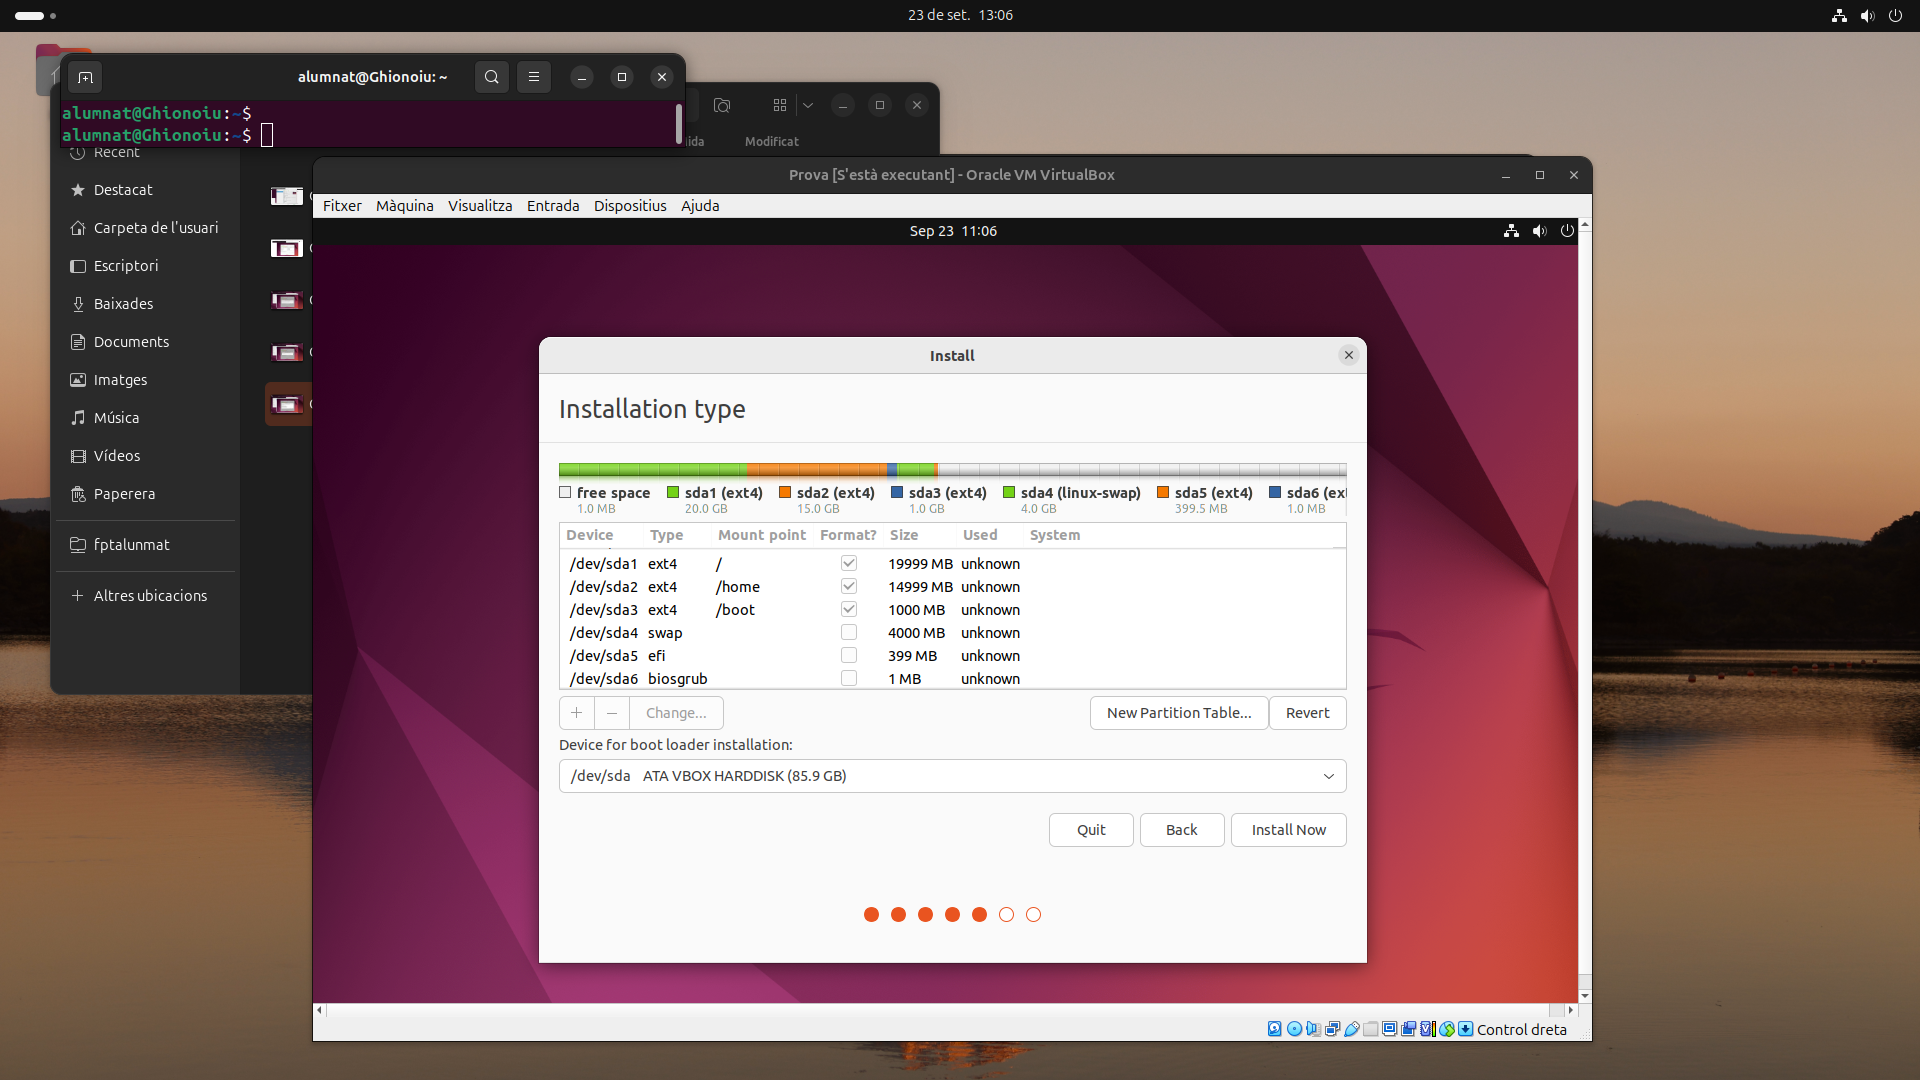 23 de set.  13:06
alumnat@Ghionoiu: ~
alumnat@Ghionoiu:~$
alumnat@Ghionoiu:~$
Modificat
Recent
Destacat
Carpeta de l'usuari
Escriptori
Baixades
Documents
Imatges
Música
Vídeos
Paperera
fptalunmat
+ Altres ubicacions
Prova [S'està executant] - Oracle VM VirtualBox
Fitxer Màquina Visualitza Entrada Dispositius Ajuda
Sep 23  11:06
Install
Installation type
free space sda1 (ext4) sda2 (ext4) sda3 (ext4) sda4 (linux-swap) sda5 (ext4) sda6 (ex
1.0 MB 20.0 GB 15.0 GB 1.0 GB 4.0 GB 399.5 MB 1.0 MB
Device Type Mount point Format? Size Used System
/dev/sda1 ext4 / 19999 MB unknown
/dev/sda2 ext4 /home 14999 MB unknown
/dev/sda3 ext4 /boot 1000 MB unknown
/dev/sda4 swap 4000 MB unknown
/dev/sda5 efi 399 MB unknown
/dev/sda6 biosgrub 1 MB unknown
+ − Change... New Partition Table... Revert
Device for boot loader installation:
/dev/sda ATA VBOX HARDDISK (85.9 GB)
Quit Back Install Now
Control dreta